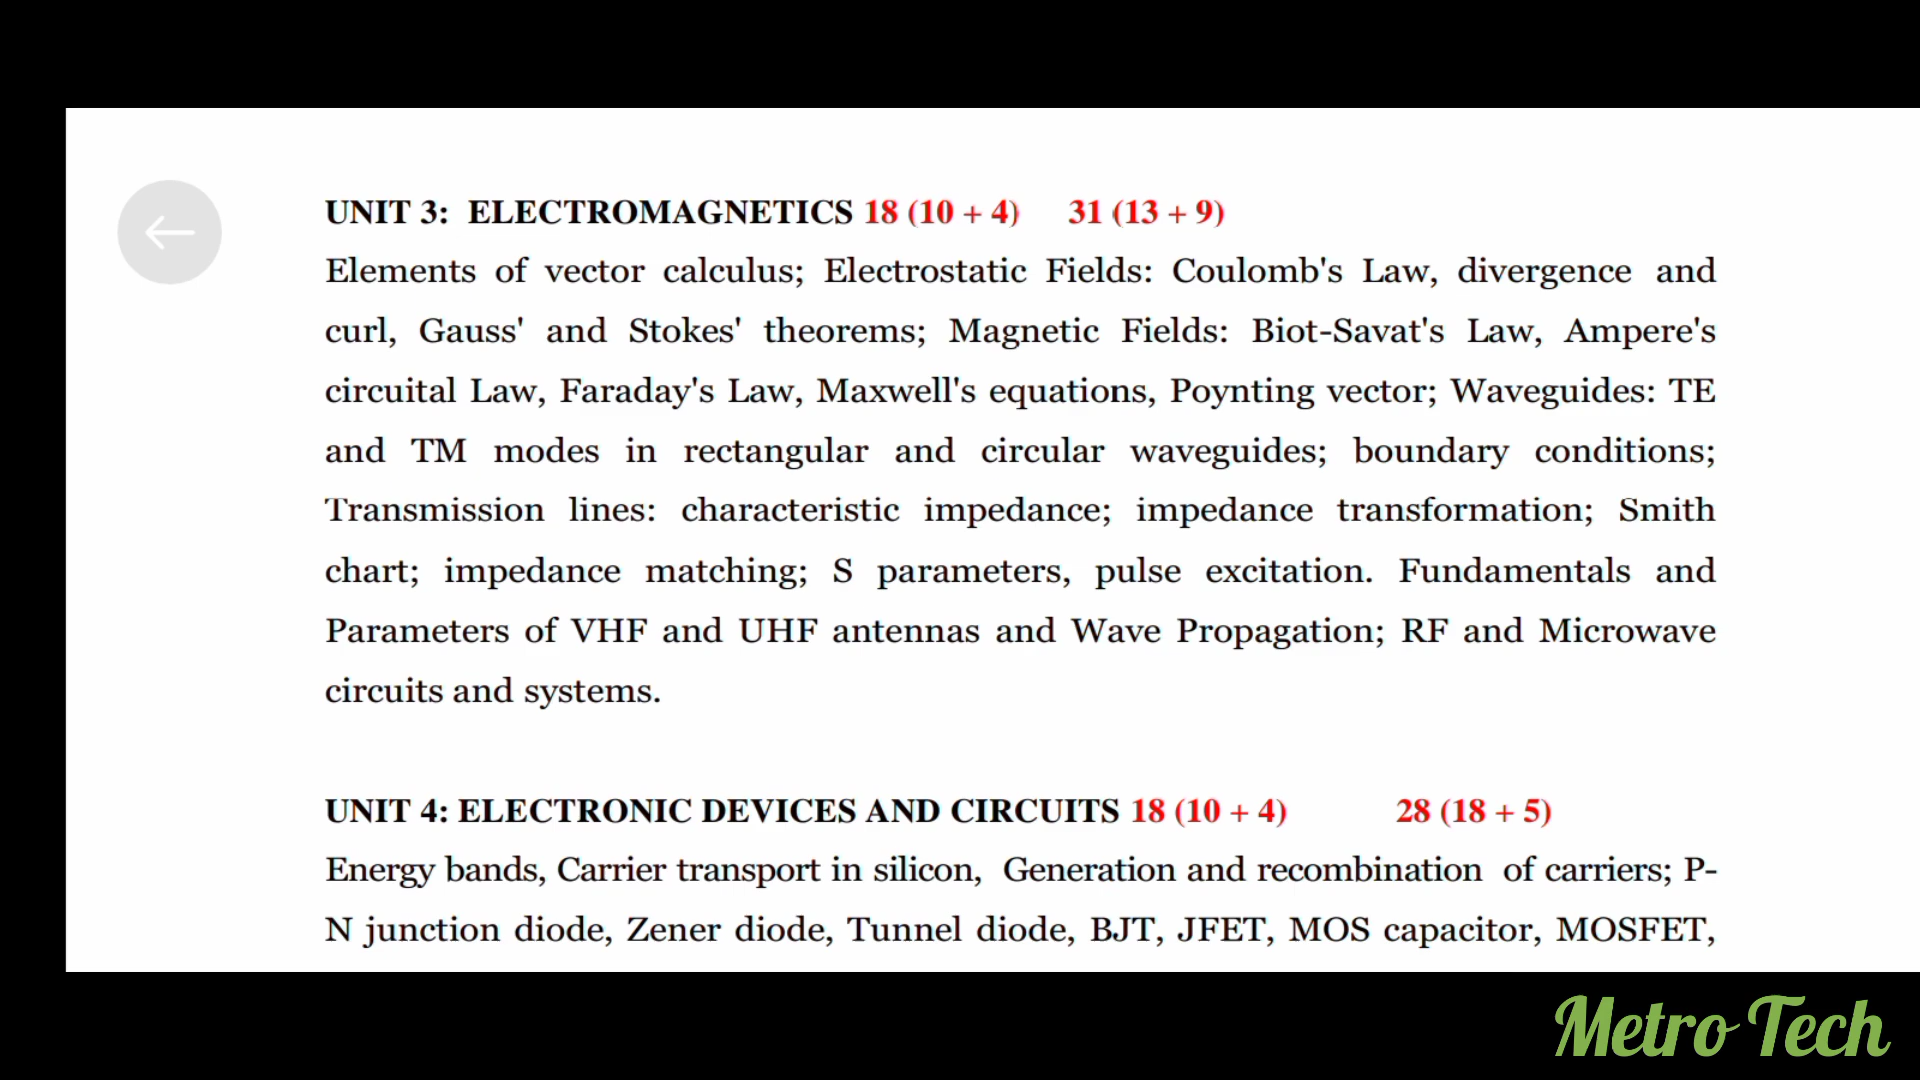 UNIT 3: ELECTROMAGNETICS 18 (10 + 4) 31 (13 + 9)
Elements of vector calculus; Electrostatic Fields: Coulomb's Law, divergence and
curl, Gauss' and Stokes' theorems; Magnetic Fields: Biot-Savat's Law, Ampere's
circuital Law, Faraday's Law, Maxwell's equations, Poynting vector; Waveguides: TE
and TM modes in rectangular and circular waveguides; boundary conditions;
Transmission lines: characteristic impedance; impedance transformation; Smith
chart; impedance matching; S parameters, pulse excitation. Fundamentals and
Parameters of VHF and UHF antennas and Wave Propagation; RF and Microwave
circuits and systems.
UNIT 4: ELECTRONIC DEVICES AND CIRCUITS 18 (10 + 4) 28 (18 + 5)
Energy bands, Carrier transport in silicon, Generation and recombination of carriers; P-
N junction diode, Zener diode, Tunnel diode, BJT, JFET, MOS capacitor, MOSFET,
Metro Tech